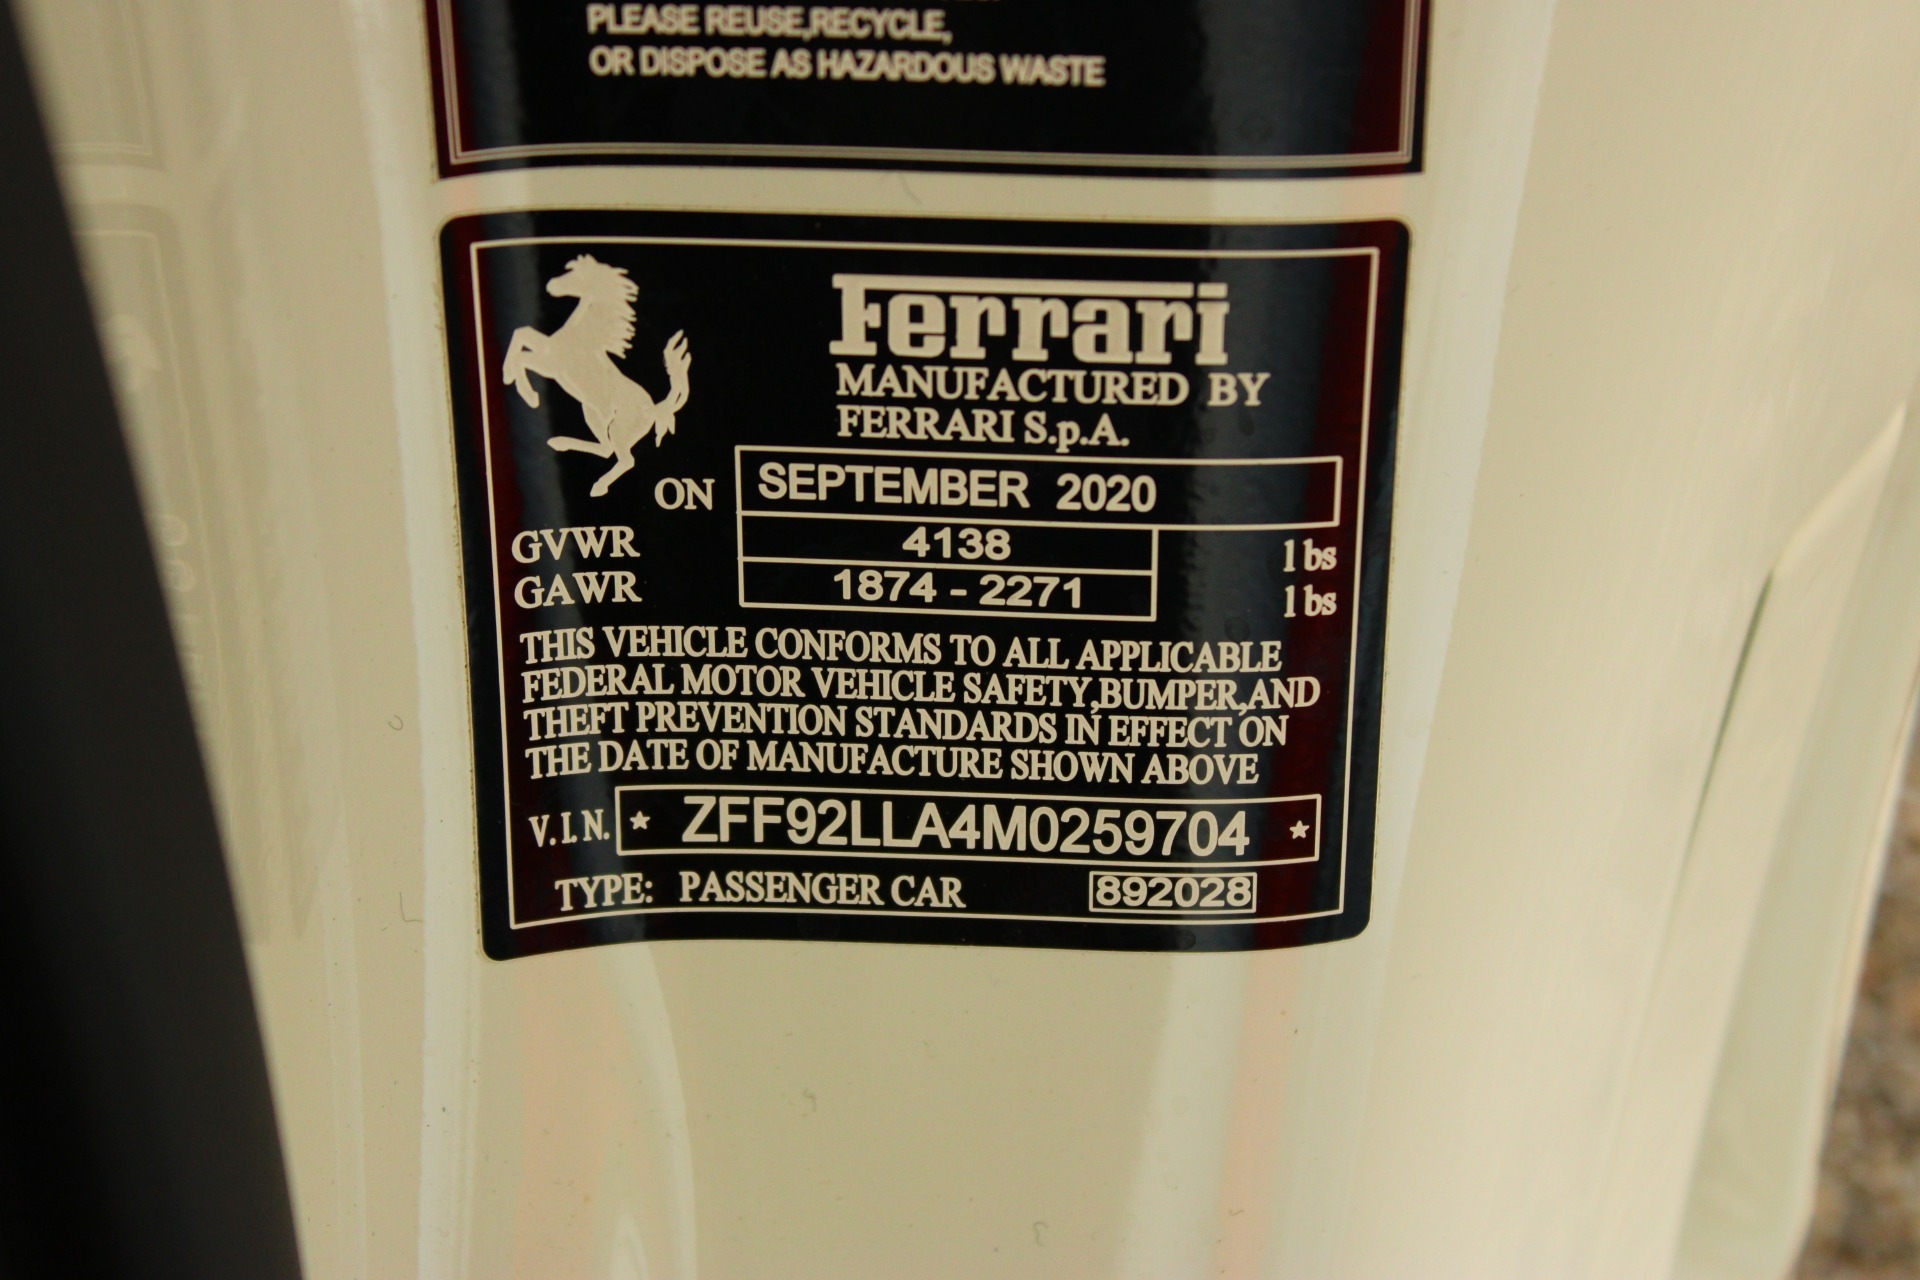 PLEASE REUSE,RECYCLE,
OR DISPOSE AS HAZARDOUS WASTE
Ferrari
MANUFACTURED BY
FERRARI S.p.A.
ON SEPTEMBER 2020
GVWR 4138 lbs
GAWR 1874 - 2271 lbs
THIS VEHICLE CONFORMS TO ALL APPLICABLE
FEDERAL MOTOR VEHICLE SAFETY,BUMPER,AND
THEFT PREVENTION STANDARDS IN EFFECT ON
THE DATE OF MANUFACTURE SHOWN ABOVE
V.I.N. * ZFF92LLA4M0259704 *
TYPE: PASSENGER CAR 892028